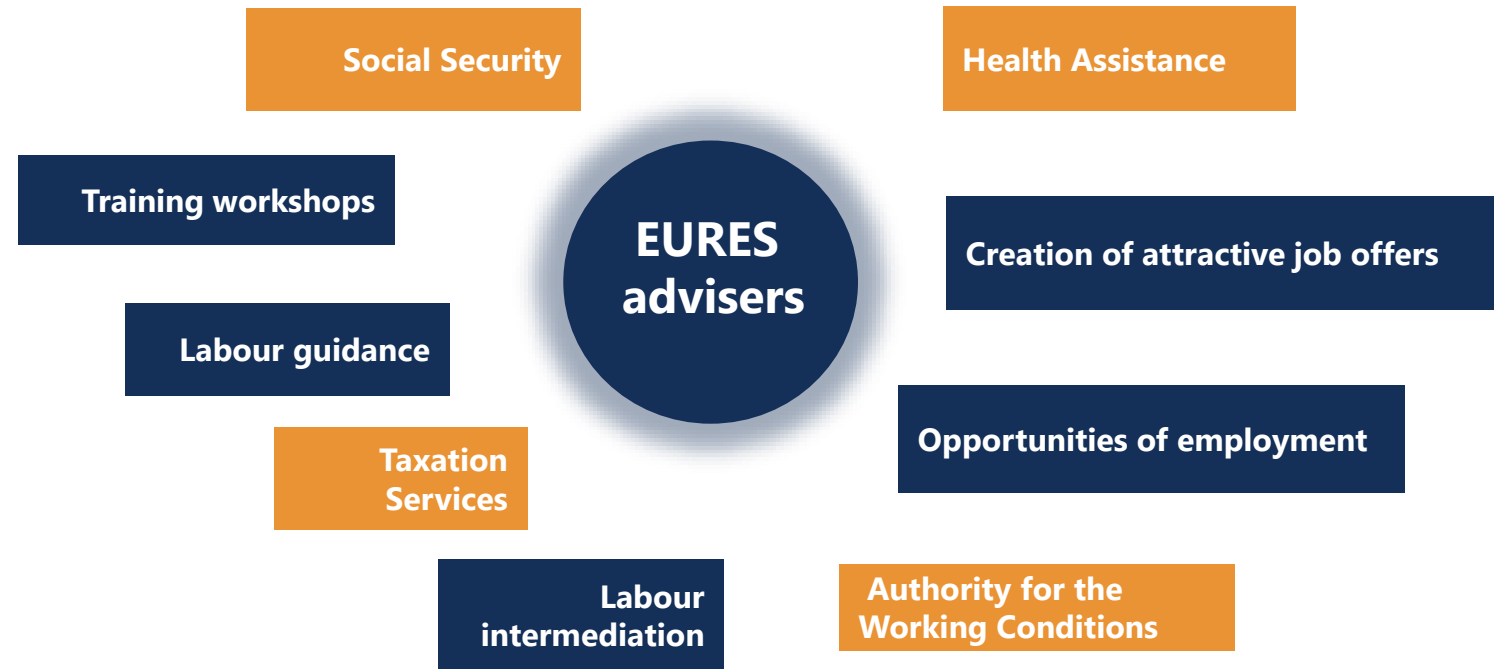 Social Security
Health Assistance
Training workshops
EURES
advisers
Creation of attractive job offers
Labour guidance
Opportunities of employment
Taxation
Services
Labour
intermediation
Authority for the
Working Conditions